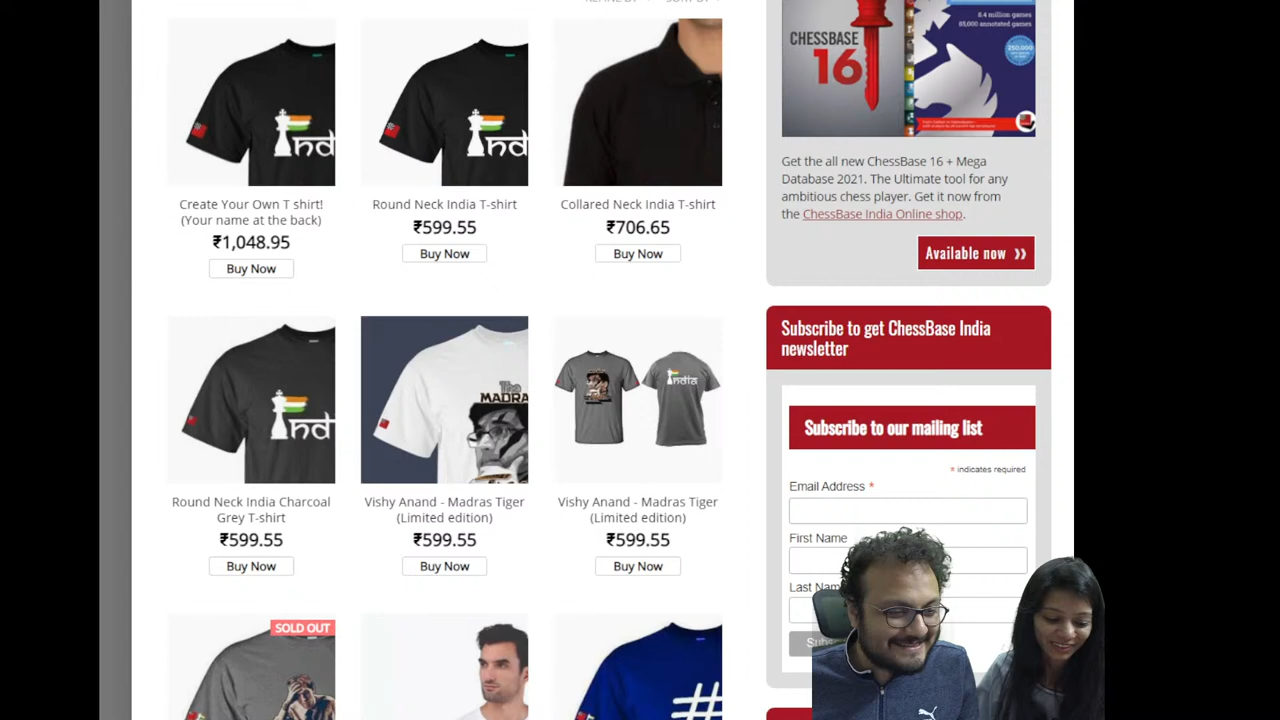 Create Your Own T shirt!
(Your name at the back)
₹1,048.95
Buy Now
Round Neck India T-shirt
₹599.55
Buy Now
Collared Neck India T-shirt
₹706.65
Buy Now
Round Neck India Charcoal
Grey T-shirt
₹599.55
Buy Now
The
MADRA
Vishy Anand - Madras Tiger
(Limited edition)
₹599.55
Buy Now
India
Vishy Anand - Madras Tiger
(Limited edition)
₹599.55
Buy Now
SOLD OUT
#
CHESSBASE
16
8.4 million games
85,000 annotated games
250,000
Get the all new ChessBase 16 + Mega
Database 2021. The Ultimate tool for any
ambitious chess player. Get it now from
the ChessBase India Online shop.
Available now »
Subscribe to get ChessBase India
newsletter
Subscribe to our mailing list
* indicates required
Email Address *
First Name
Last Nam
Subs